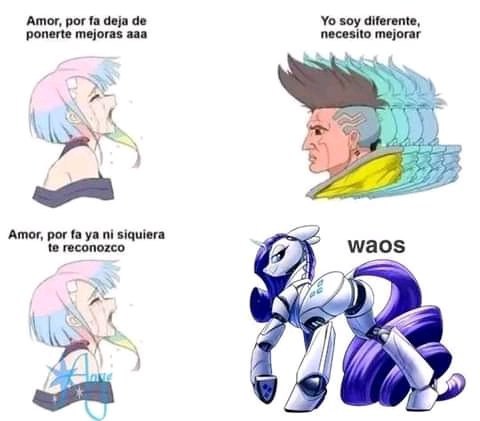 Amor, por fa deja de
ponerte mejoras aaa
Yo soy diferente,
necesito mejorar
Amor, por fa ya ni siquiera
te reconozco
waos